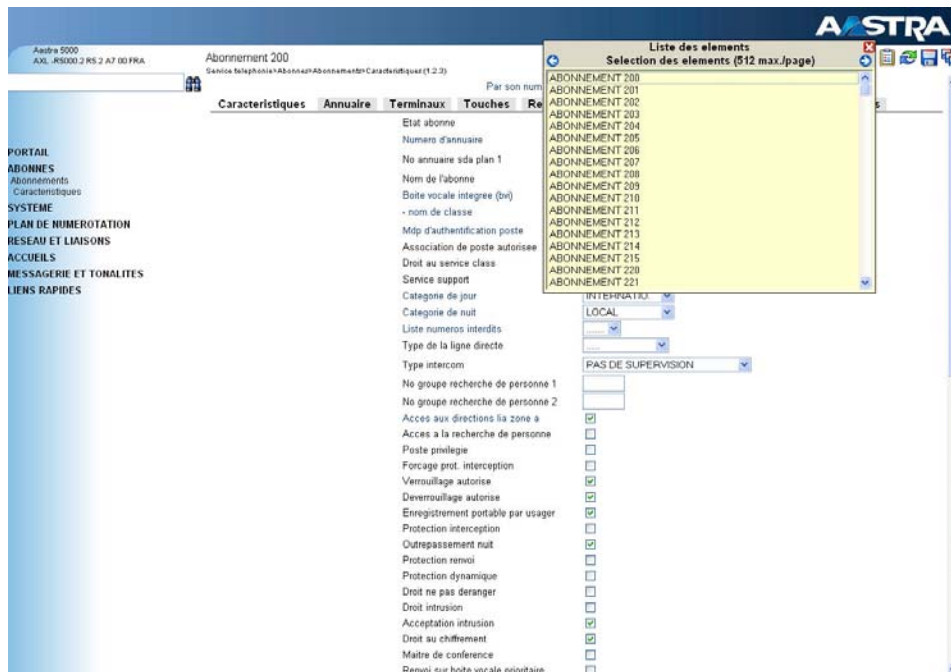 AASTRA
Aastra 5000
AXL -R5000.2 R5.2 A7 00 FRA
Abonnement 200
Service telephonie>Abonnes>Abonnements>Caracteristiques (1.2.3)
Par son num
Caracteristiques Annuaire Terminaux Touches Re
Liste des elements
Selection des elements (512 max./page)
ABONNEMENT 200
ABONNEMENT 201
ABONNEMENT 202
ABONNEMENT 203
ABONNEMENT 204
ABONNEMENT 205
ABONNEMENT 206
ABONNEMENT 207
ABONNEMENT 208
ABONNEMENT 209
ABONNEMENT 210
ABONNEMENT 211
ABONNEMENT 212
ABONNEMENT 213
ABONNEMENT 214
ABONNEMENT 215
ABONNEMENT 220
ABONNEMENT 221
PORTAIL
ABONNES
Abonnements
Caracteristiques
SYSTEME
PLAN DE NUMEROTATION
RESEAU ET LIAISONS
ACCUEILS
MESSAGERIE ET TONALITES
LIENS RAPIDES
Etat abonne
Numero d'annuaire
No annuaire sda plan 1
Nom de l'abonne
Boite vocale integree (bvi)
- nom de classe
Mdp d'authentification poste
Association de poste autorisee
Droit au service class
Service support
Categorie de jour INTERNATIO.
Categorie de nuit LOCAL
Liste numeros interdits ......
Type de la ligne directe ......
Type intercom PAS DE SUPERVISION
No groupe recherche de personne 1
No groupe recherche de personne 2
Acces aux directions lia zone a
Acces a la recherche de personne
Poste privilegie
Forcage prot. interception
Verrouillage autorise
Deverrouillage autorise
Enregistrement portable par usager
Protection interception
Outrepassement nuit
Protection renvoi
Protection dynamique
Droit ne pas deranger
Droit intrusion
Acceptation intrusion
Droit au chiffrement
Maitre de conference
Renvoi sur boite vocale prioritaire